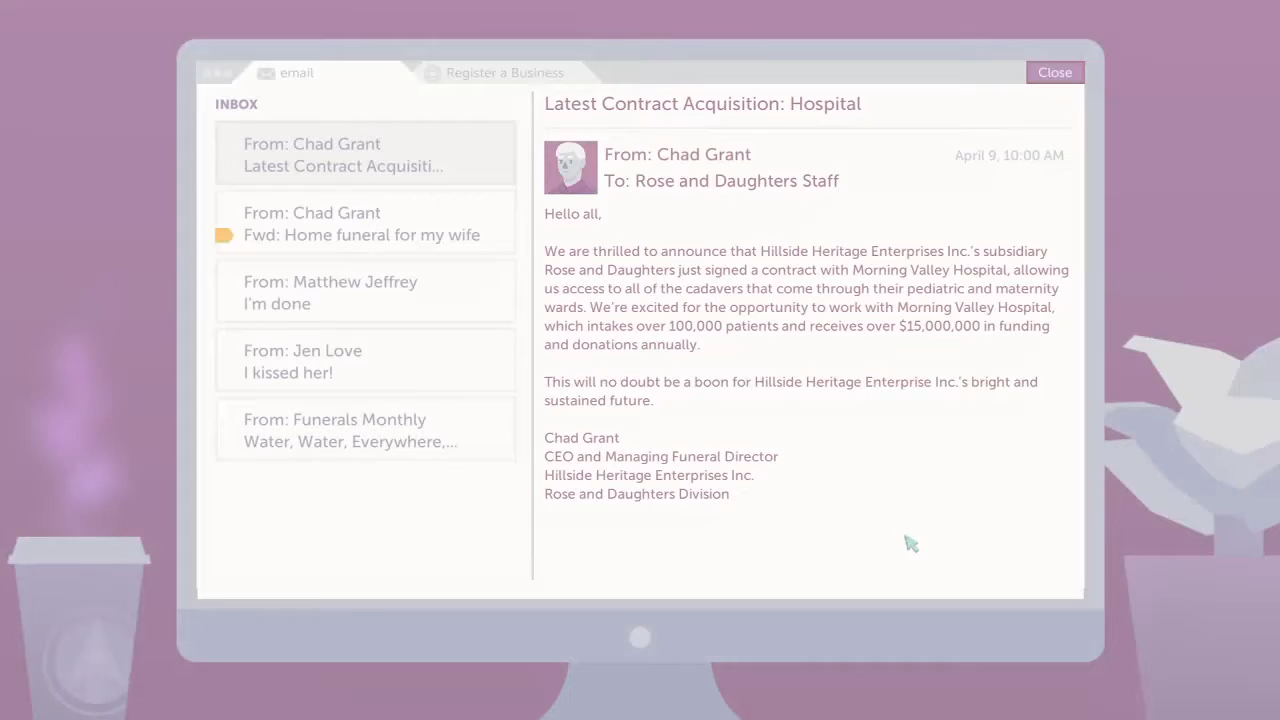 email
Register a Business
Close
INBOX
From: Chad Grant
Latest Contract Acquisiti...
From: Chad Grant
Fwd: Home funeral for my wife
From: Matthew Jeffrey
I'm done
From: Jen Love
I kissed her!
From: Funerals Monthly
Water, Water, Everywhere,...
Latest Contract Acquisition: Hospital
From: Chad Grant
April 9, 10:00 AM
To: Rose and Daughters Staff
Hello all,
We are thrilled to announce that Hillside Heritage Enterprises Inc.'s subsidiary
Rose and Daughters just signed a contract with Morning Valley Hospital, allowing
us access to all of the cadavers that come through their pediatric and maternity
wards. We're excited for the opportunity to work with Morning Valley Hospital,
which intakes over 100,000 patients and receives over $15,000,000 in funding
and donations annually.
This will no doubt be a boon for Hillside Heritage Enterprise Inc.'s bright and
sustained future.
Chad Grant
CEO and Managing Funeral Director
Hillside Heritage Enterprises Inc.
Rose and Daughters Division